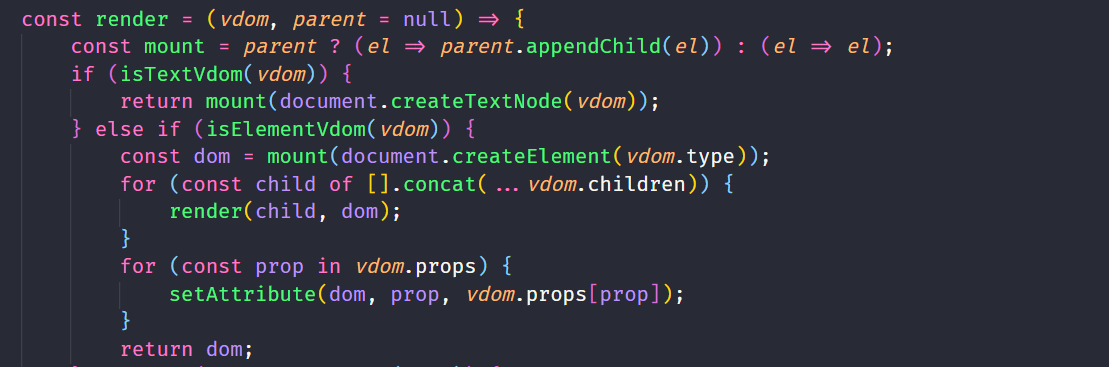 const render = (vdom, parent = null) => {
    const mount = parent ? (el => parent.appendChild(el)) : (el => el);
    if (isTextVdom(vdom)) {
        return mount(document.createTextNode(vdom));
    } else if (isElementVdom(vdom)) {
        const dom = mount(document.createElement(vdom.type));
        for (const child of [].concat(...vdom.children)) {
            render(child, dom);
        }
        for (const prop in vdom.props) {
            setAttribute(dom, prop, vdom.props[prop]);
        }
        return dom;